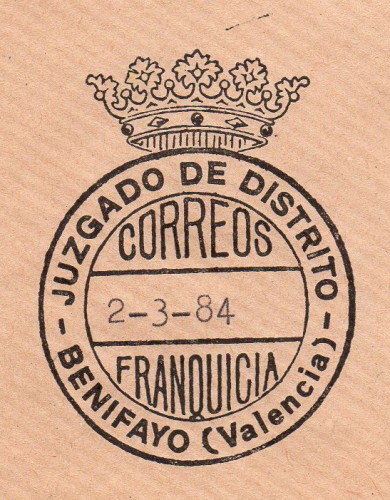 JUZGADO DE DISTRITO
CORREOS
2-3-84
FRANQUICIA
- BENIFAYO (Valencia) -